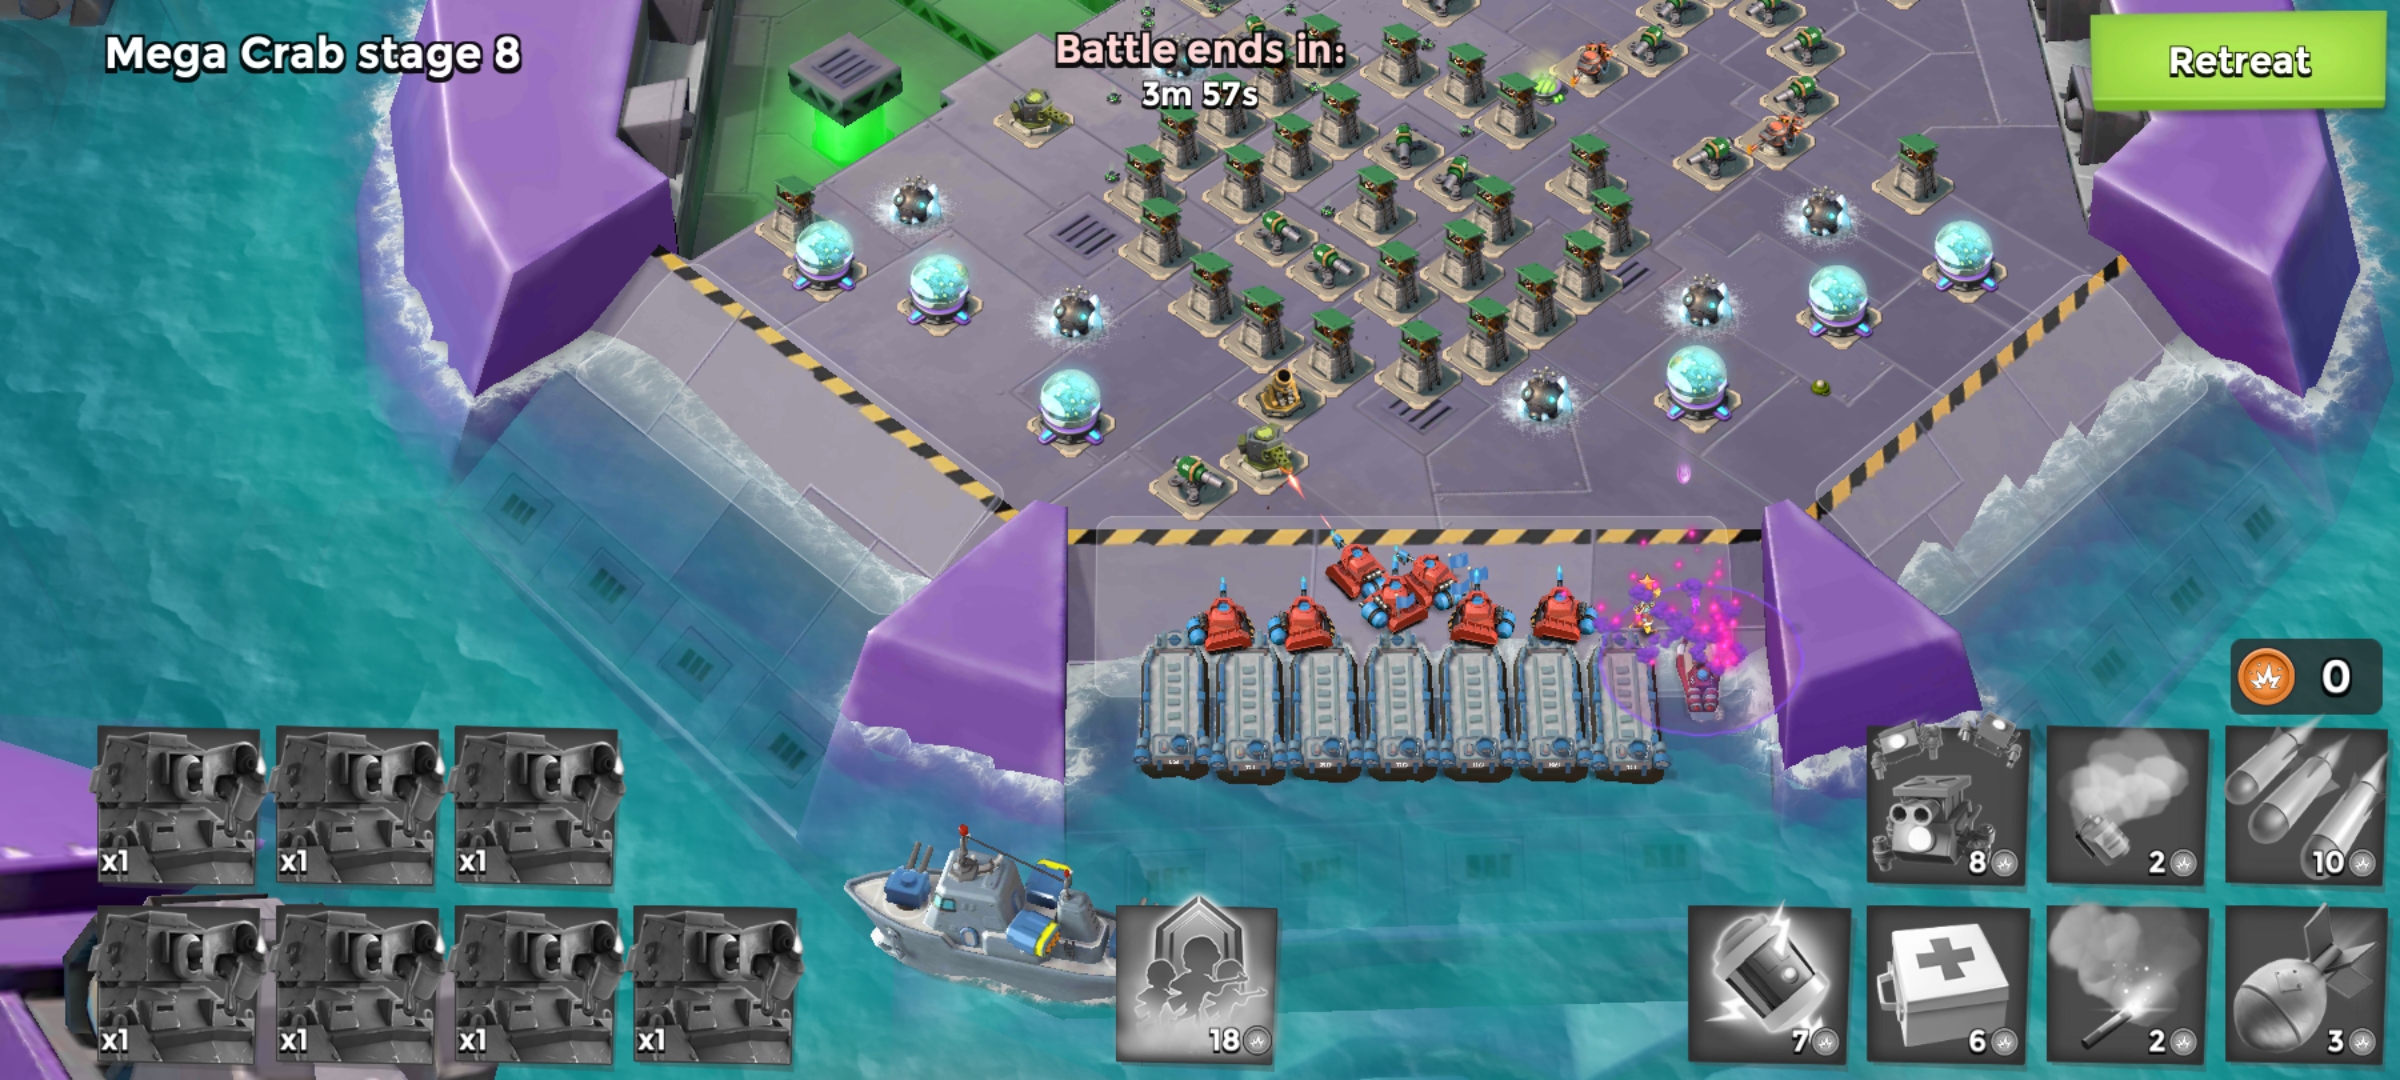 Mega Crab stage 8
Battle ends in:
3m 57s
Retreat
0
x1
x1
x1
8
2
10
x1
x1
x1
x1
18
7
6
2
3